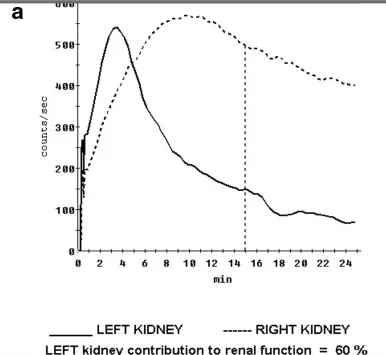 a
600
500
400
300
200
100
0
counts/sec
0 2 4 6 8 10 12 14 16 18 20 22 24
min
LEFT KIDNEY ------ RIGHT KIDNEY
LEFT kidney contribution to renal function = 60 %